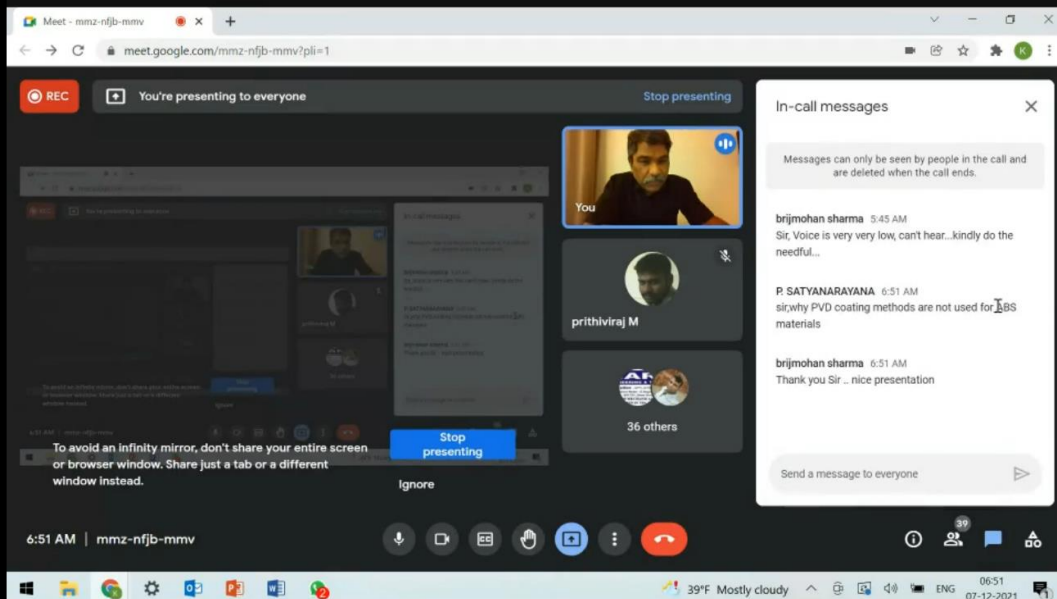 Meet - mmz-nfjb-mmv
meet.google.com/mmz-nfjb-mmv?pli=1
K
REC
You're presenting to everyone
Stop presenting
You
prithiviraj M
36 others
To avoid an infinity mirror, don't share your entire screen
or browser window. Share just a tab or a different
window instead.
Stop
presenting
Ignore
In-call messages
Messages can only be seen by people in the call and
are deleted when the call ends.
brijmohan sharma 5:45 AM
Sir, Voice is very very low, can't hear...kindly do the
needful...
P. SATYANARAYANA 6:51 AM
sir,why PVD coating methods are not used for ABS
materials
brijmohan sharma 6:51 AM
Thank you Sir .. nice presentation
Send a message to everyone
6:51 AM | mmz-nfjb-mmv
39
2
39°F Mostly cloudy
ENG
06:51
07-12-2021
1